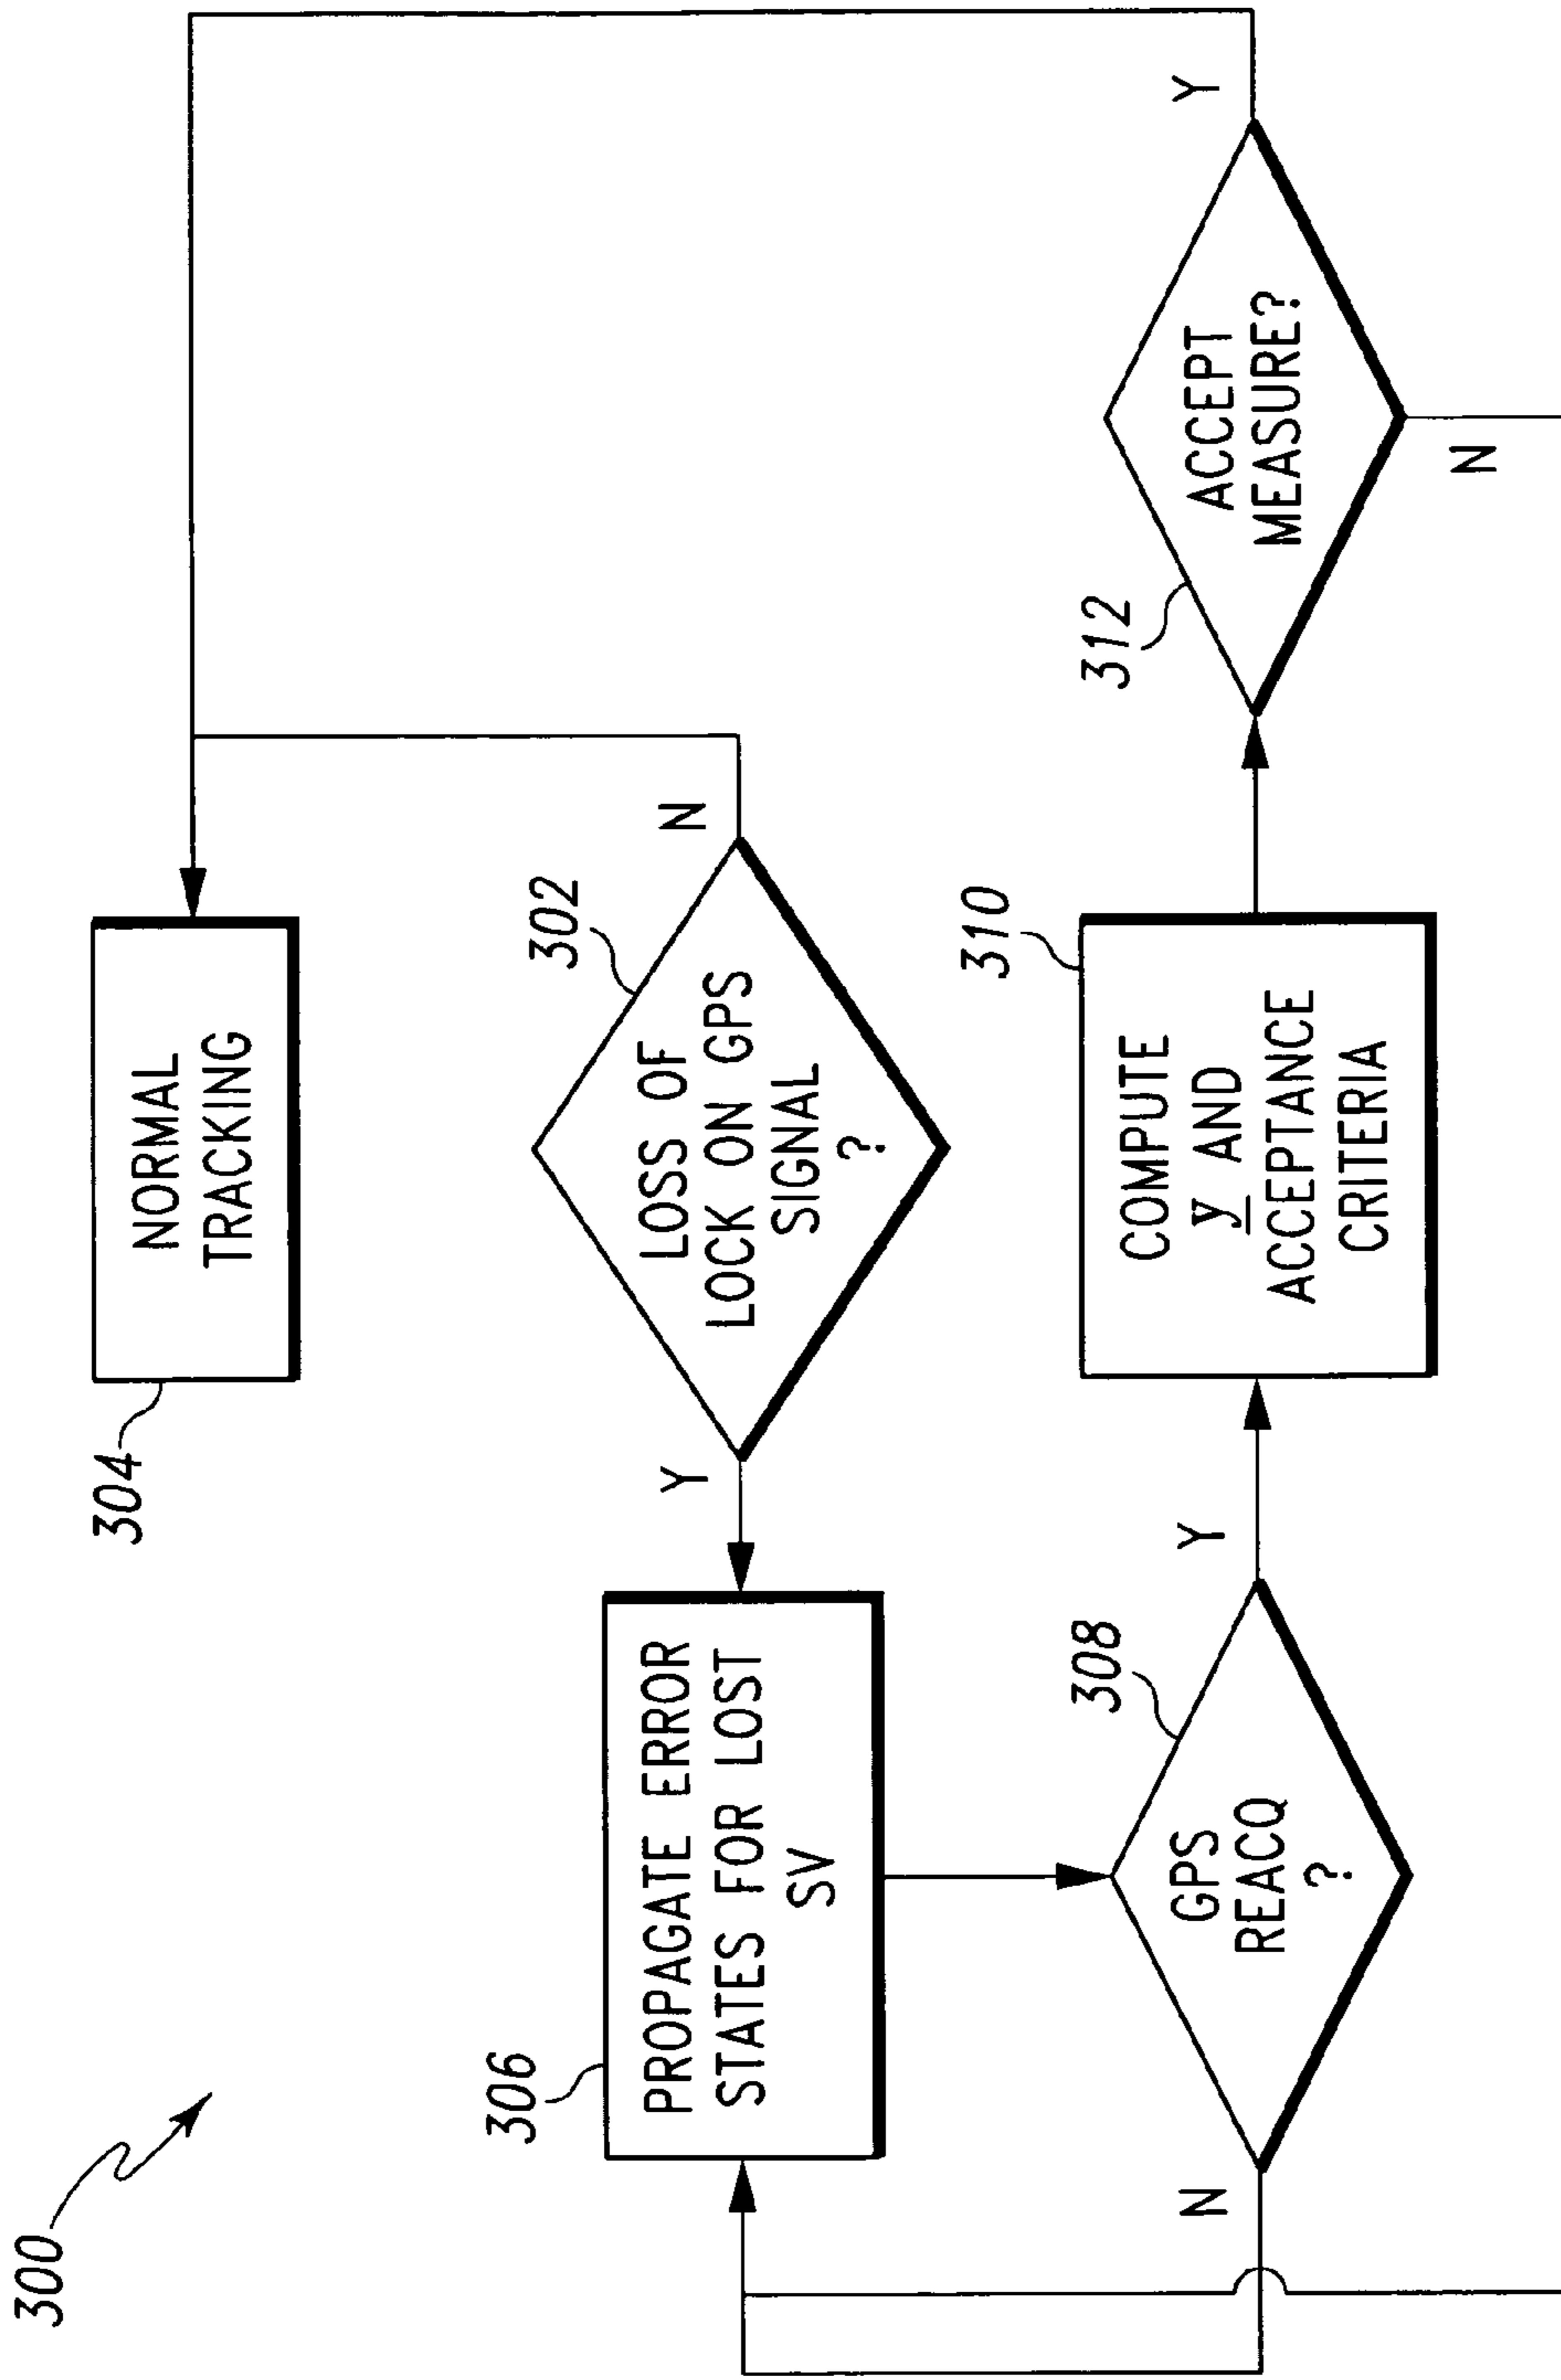 300
304
NORMAL
TRACKING
302
LOSS OF
LOCK ON GPS
SIGNAL
?
N
Y
306
PROPAGATE ERROR
STATES FOR LOST
SV
308
GPS
REACQ
?
N
Y
310
COMPUTE
V AND
ACCEPTANCE
CRITERIA
312
ACCEPT
MEASURE?
Y
N